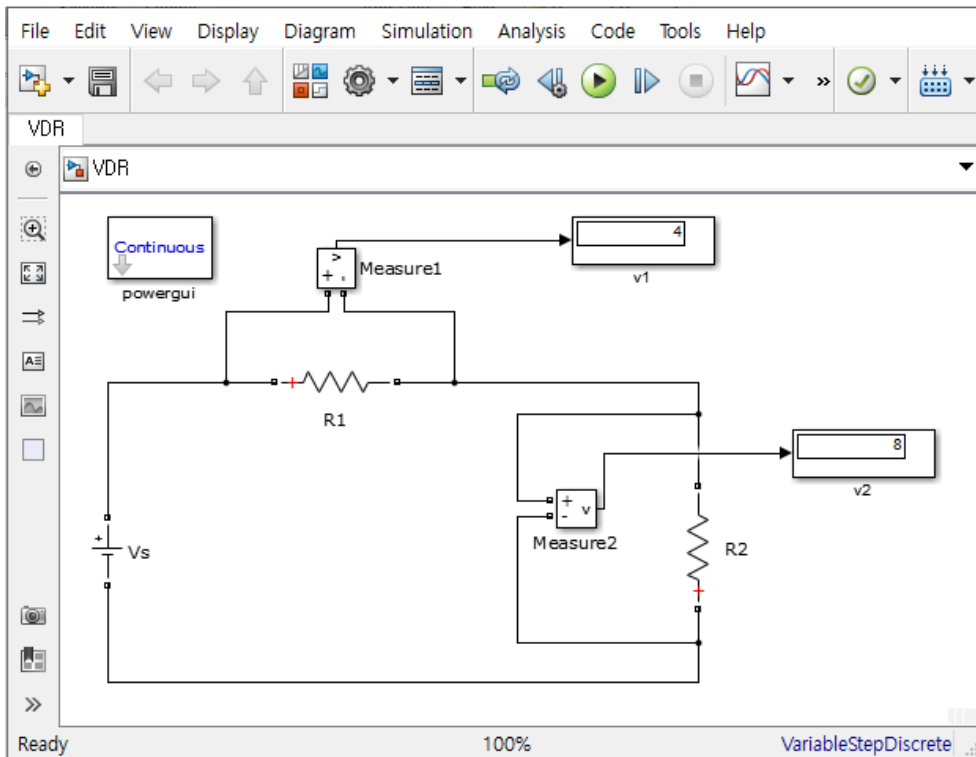 File Edit View Display Diagram Simulation Analysis Code Tools Help
VDR
VDR
Continuous
powergui
Measure1
4
v1
R1
8
v2
v
Measure2
R2
Vs
Ready 100% VariableStepDiscrete